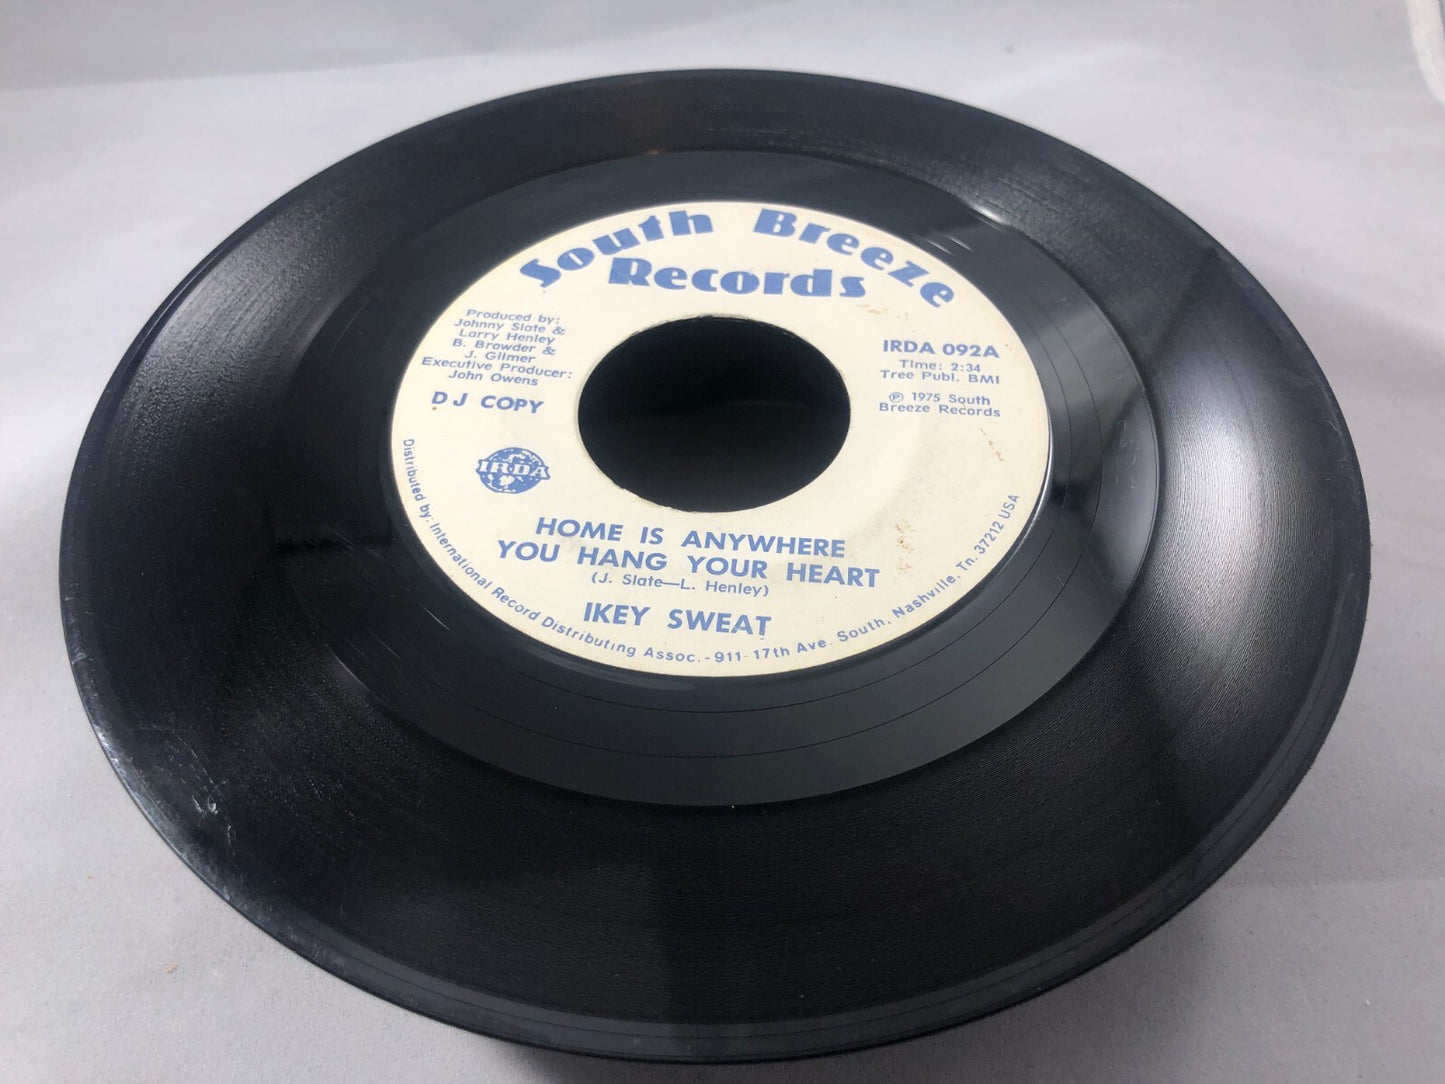 South Breeze
Records
Produced by:
Johnny Slate &
Larry Henley
B. Browder &
J. Gilmer
Executive Producer:
John Owens
DJ COPY
IRDA
IRDA 092A
Time: 2:34
Tree Publ. BMI
℗ 1975 South
Breeze Records
HOME IS ANYWHERE
YOU HANG YOUR HEART
(J. Slate—L. Henley)
IKEY SWEAT
Distributed by: International Record Distributing Assoc. - 911 - 17th Ave. South, Nashville, Tn. 37212 USA